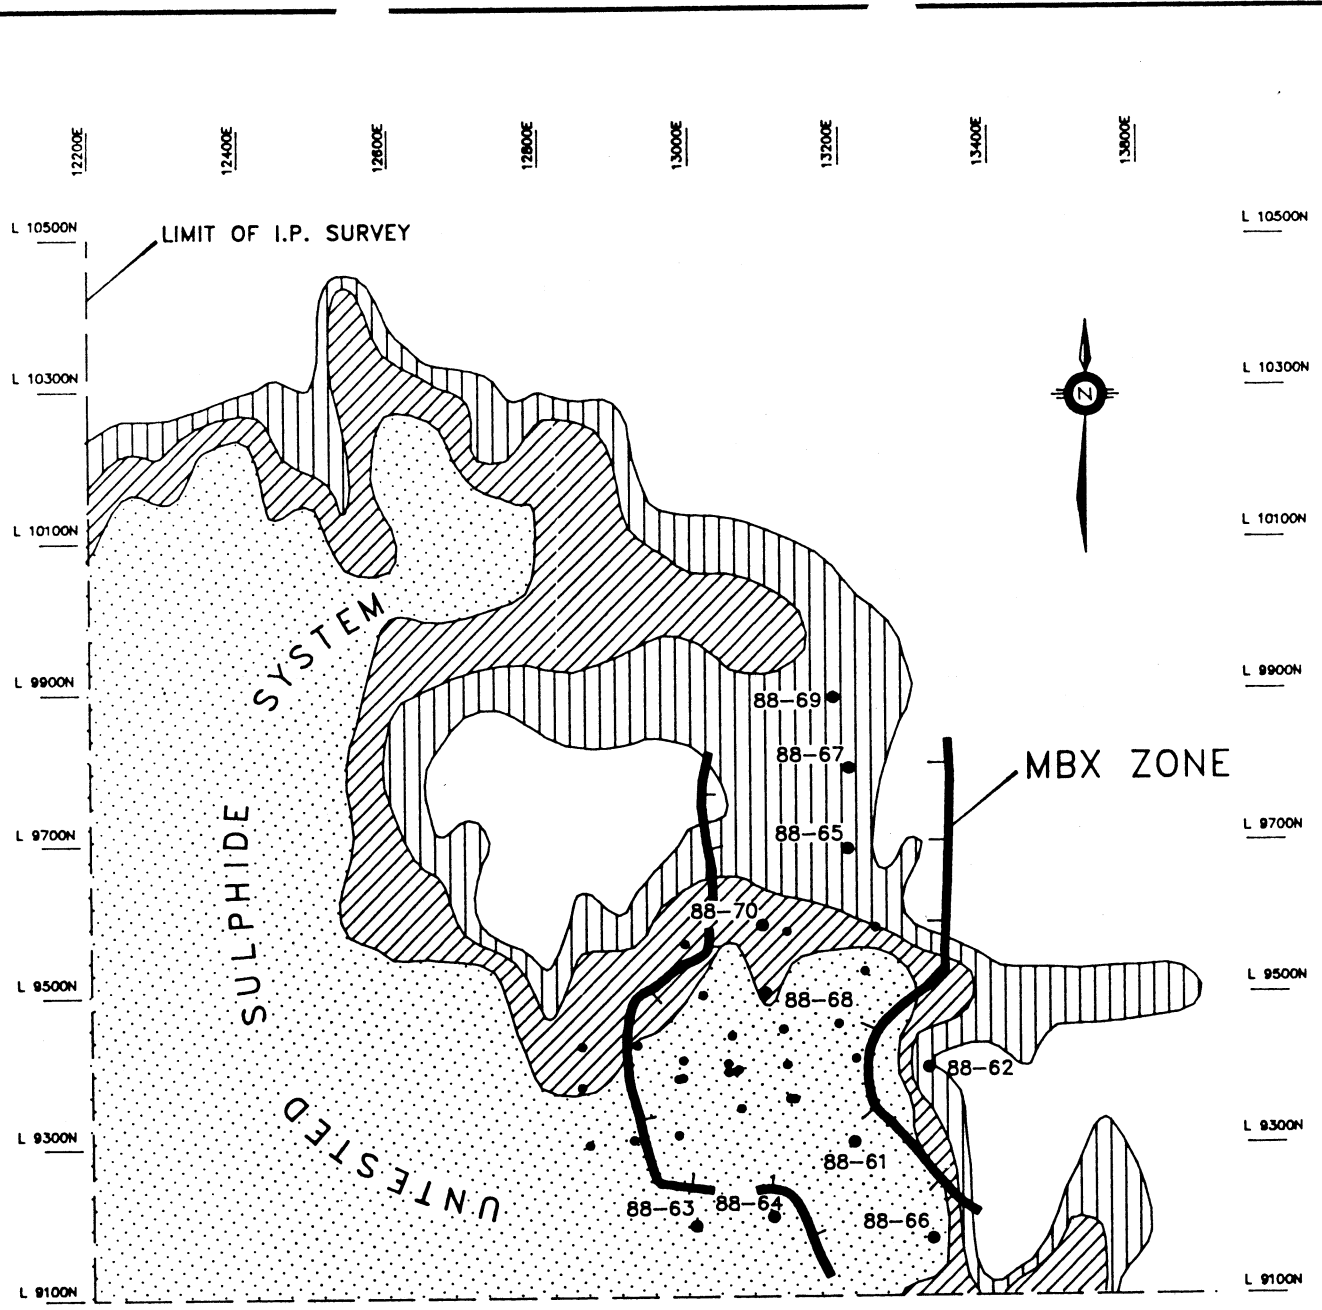 12200E
12400E
12600E
12800E
13000E
13200E
13400E
13800E
L 10500N
L 10500N
LIMIT OF I.P. SURVEY
L 10300N
L 10300N
N
L 10100N
L 10100N
SYSTEM
L 9900N
L 9900N
88-69
88-67
MBX ZONE
SULPHIDE
L 9700N
88-65
L 9700N
88-70
L 9500N
88-68
L 9500N
88-62
UNTESTED
L 9300N
L 9300N
88-61
88-63
88-64
88-66
L 9100N
L 9100N